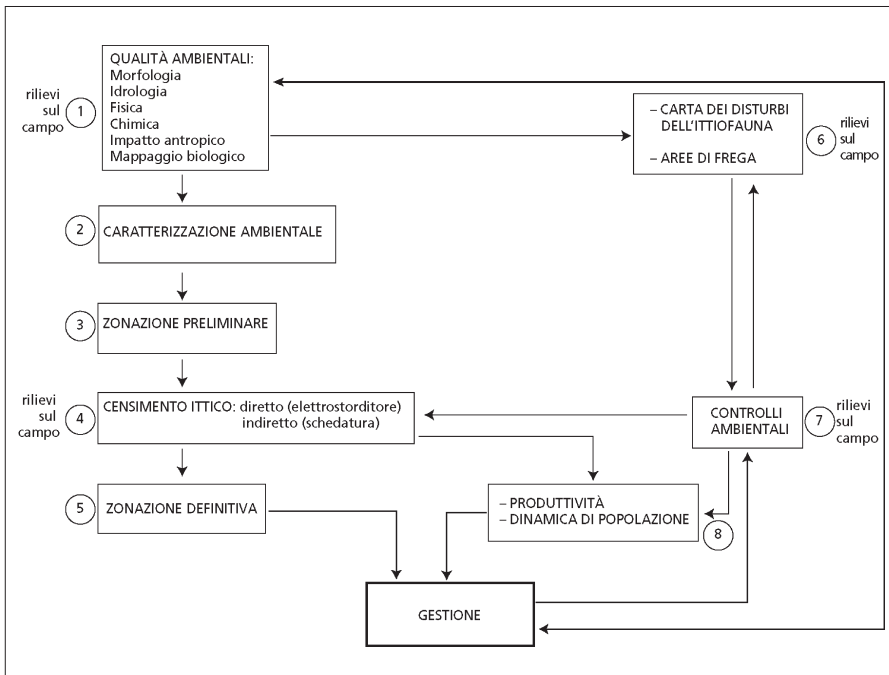 QUALITÀ AMBIENTALI:
Morfologia
Idrologia
Fisica
Chimica
Impatto antropico
Mappaggio biologico
rilievi
sul
campo
1
– CARTA DEI DISTURBI
DELL'ITTIOFAUNA
– AREE DI FREGA
6
rilievi
sul
campo
2
CARATTERIZZAZIONE AMBIENTALE
3
ZONAZIONE PRELIMINARE
rilievi
sul
campo
4
CENSIMENTO ITTICO: diretto (elettrostorditore)
indiretto (schedatura)
CONTROLLI
AMBIENTALI
7
rilievi
sul
campo
5
ZONAZIONE DEFINITIVA
– PRODUTTIVITÀ
– DINAMICA DI POPOLAZIONE
8
GESTIONE